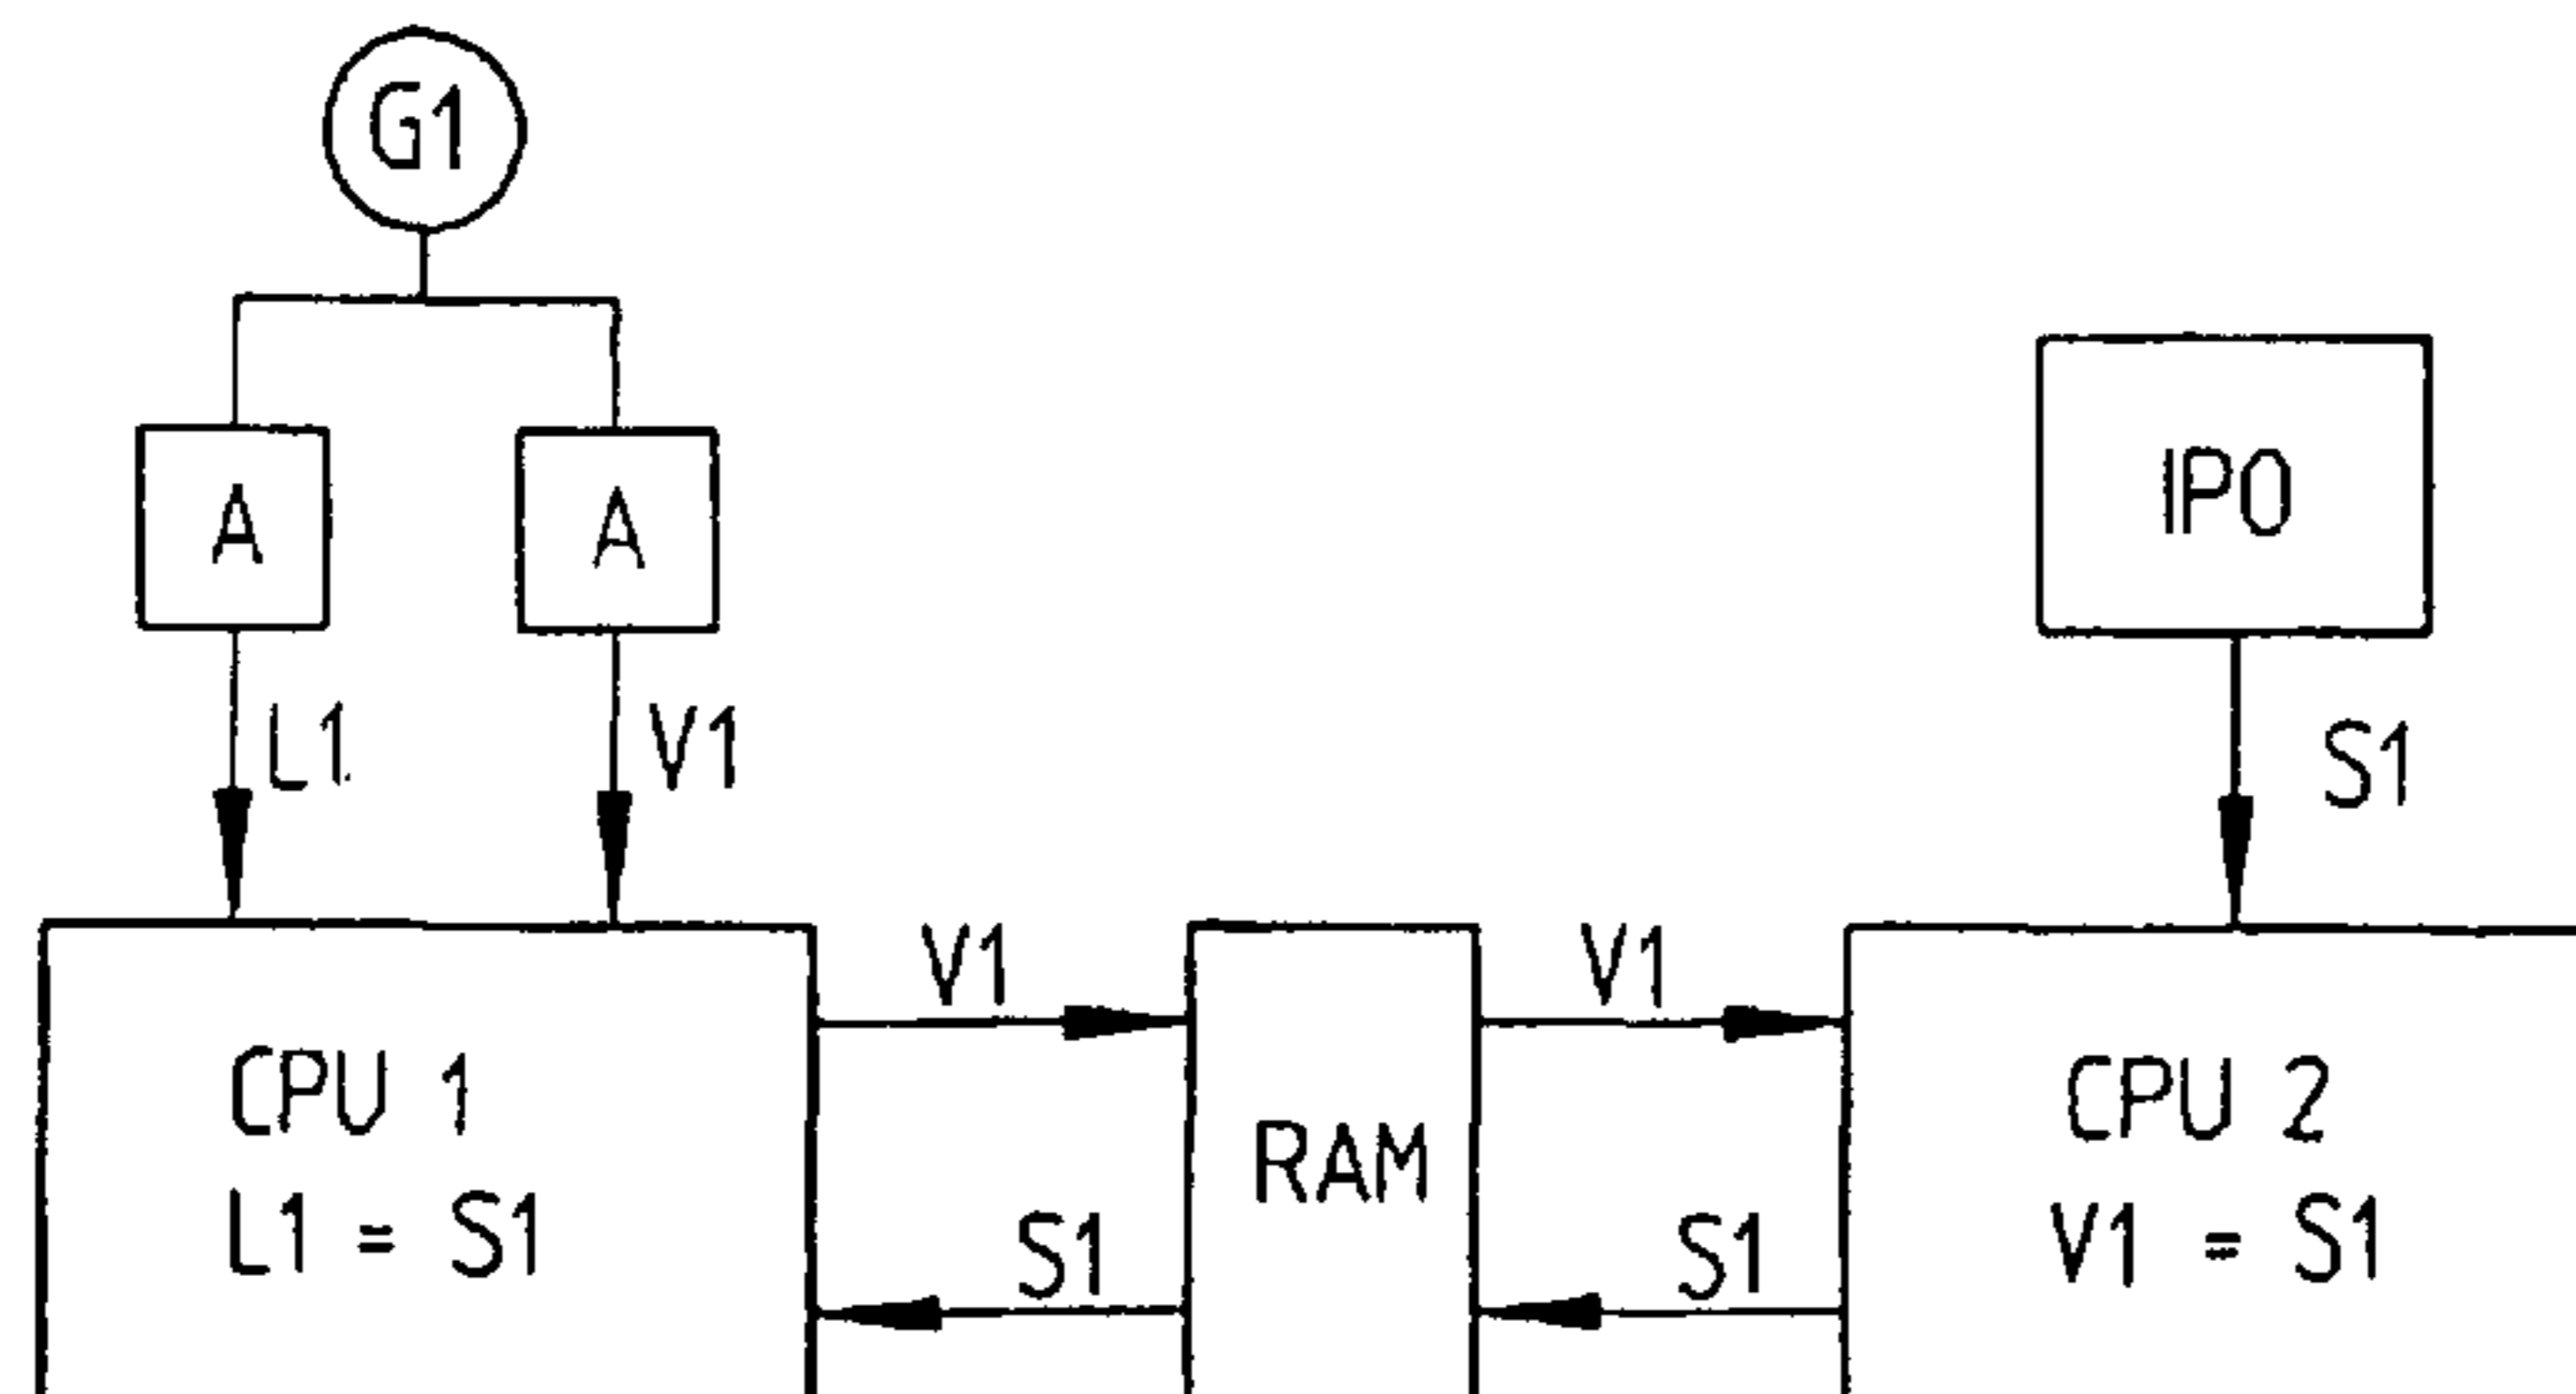 G1
A
A
IPO
L1
V1
S1
V1
V1
CPU 1
L1 = S1
RAM
CPU 2
V1 = S1
S1
S1